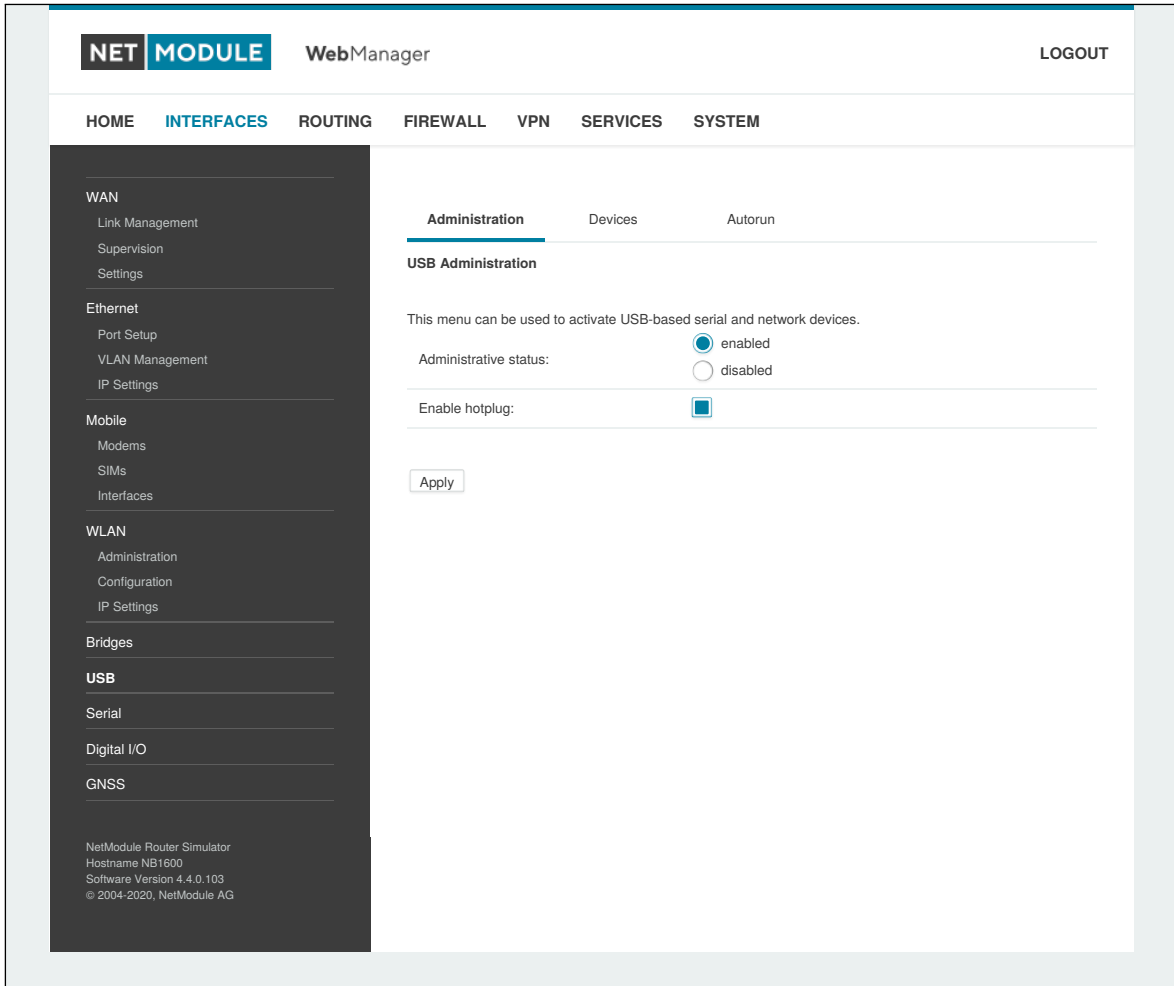 NET MODULE WebManager LOGOUT
HOME INTERFACES ROUTING FIREWALL VPN SERVICES SYSTEM
WAN
Link Management
Supervision
Settings
Ethernet
Port Setup
VLAN Management
IP Settings
Mobile
Modems
SIMs
Interfaces
WLAN
Administration
Configuration
IP Settings
Bridges
USB
Serial
Digital I/O
GNSS
NetModule Router Simulator
Hostname NB1600
Software Version 4.4.0.103
© 2004-2020, NetModule AG
Administration Devices Autorun
USB Administration
This menu can be used to activate USB-based serial and network devices.
Administrative status:
enabled
disabled
Enable hotplug:
Apply